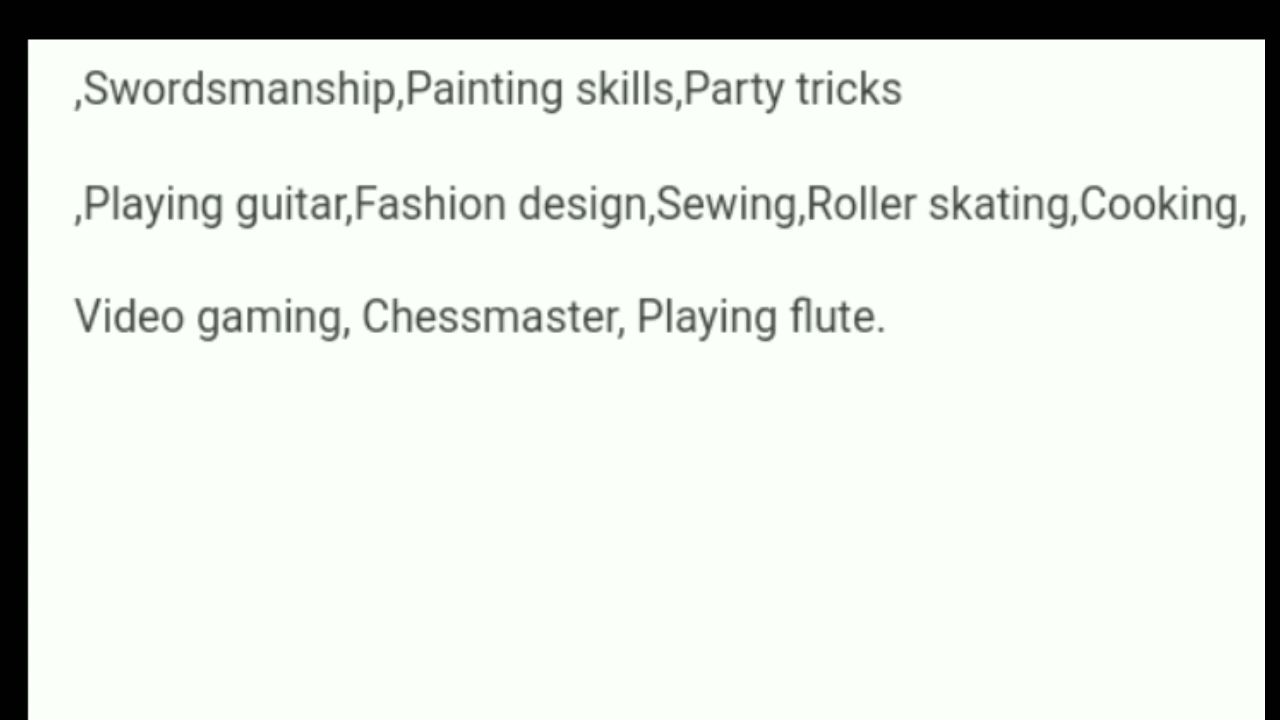 ,Swordsmanship,Painting skills,Party tricks
,Playing guitar,Fashion design,Sewing,Roller skating,Cooking,
Video gaming, Chessmaster, Playing flute.